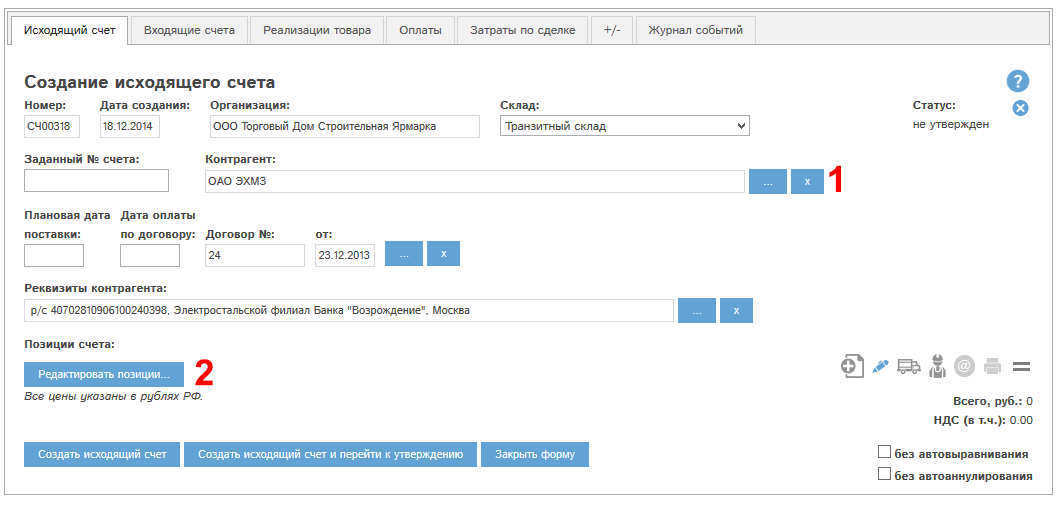 Исходящий счет Входящие счета Реализации товара Оплаты Затраты по сделке +/- Журнал событий
Создание исходящего счета ?
Номер: Дата создания: Организация: Склад: Статус:
СЧ00318 18.12.2014 ООО Торговый Дом Строительная Ярмарка Транзитный склад не утвержден
Заданный № счета: Контрагент:
ОАО ЭХМЗ ... x 1
Плановая дата Дата оплаты
поставки: по договору: Договор №: от:
24 23.12.2013 ... x
Реквизиты контрагента:
р/с 40702810906100240398, Электростальской филиал Банка "Возрождение", Москва ... x
Позиции счета:
Редактировать позиции... 2 @
Все цены указаны в рублях РФ.
Всего, руб.: 0
НДС (в т.ч.): 0.00
Создать исходящий счет Создать исходящий счет и перейти к утверждению Закрыть форму
без автовыравнивания
без автоаннулирования